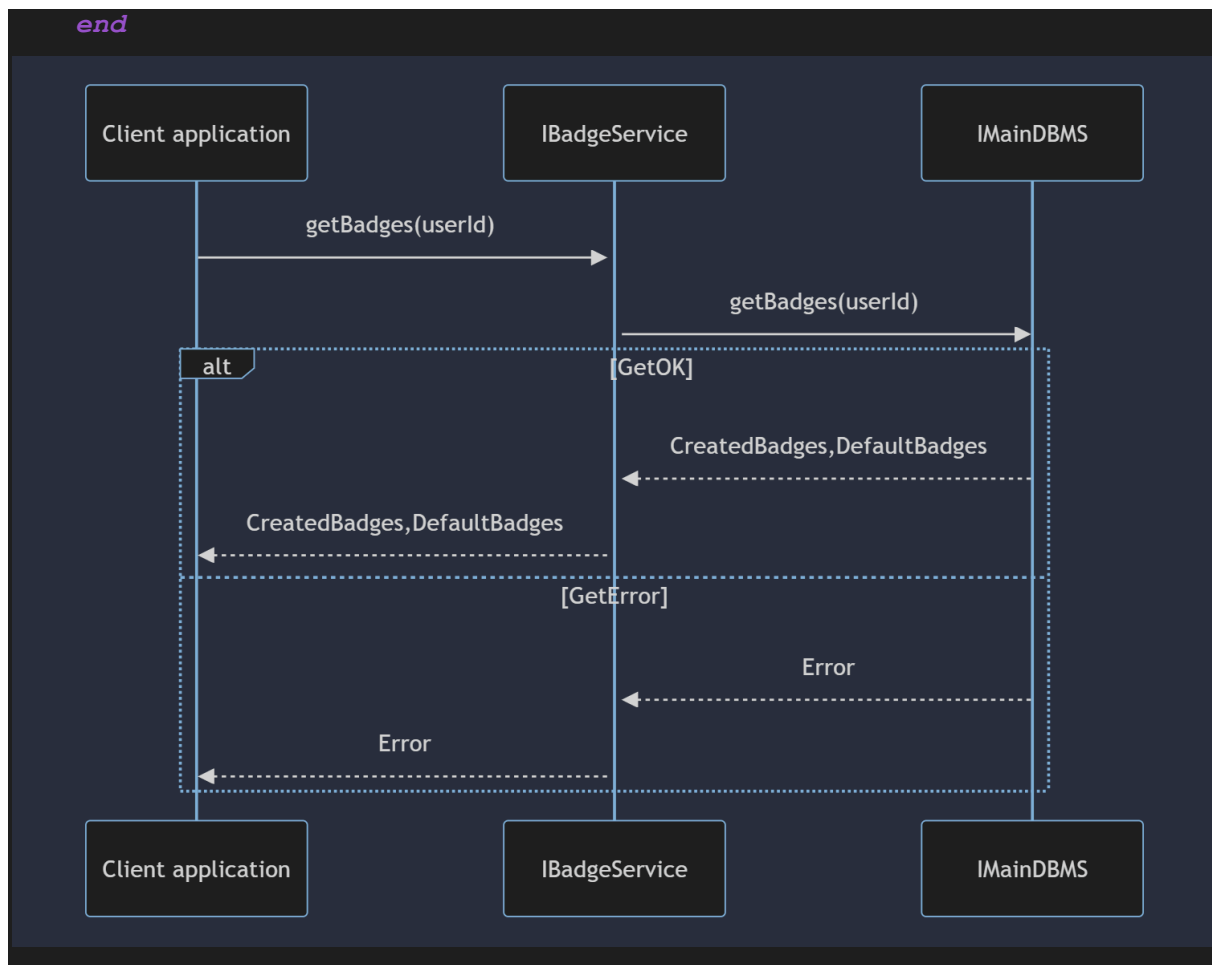 end
Client application
IBadgeService
IMainDBMS
getBadges(userId)
getBadges(userId)
alt
[GetOK]
CreatedBadges,DefaultBadges
CreatedBadges,DefaultBadges
[GetError]
Error
Error
Client application
IBadgeService
IMainDBMS